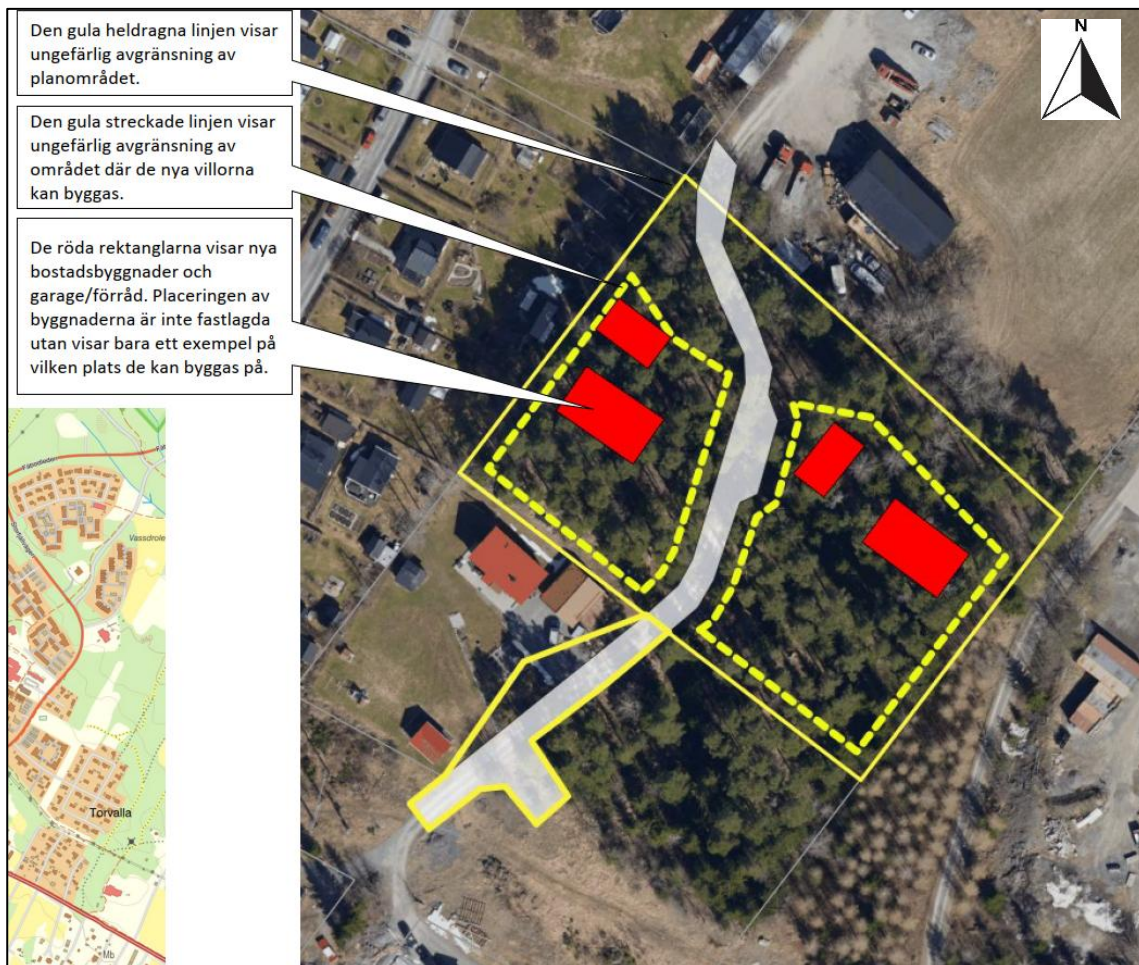 Den gula heldragna linjen visar
ungefärlig avgränsning av
planområdet.
Den gula streckade linjen visar
ungefärlig avgränsning av
området där de nya villorna
kan byggas.
De röda rektanglarna visar nya
bostadsbyggnader och
garage/förråd. Placeringen av
byggnaderna är inte fastlagda
utan visar bara ett exempel på
vilken plats de kan byggas på.
N
Torvalla
Mb